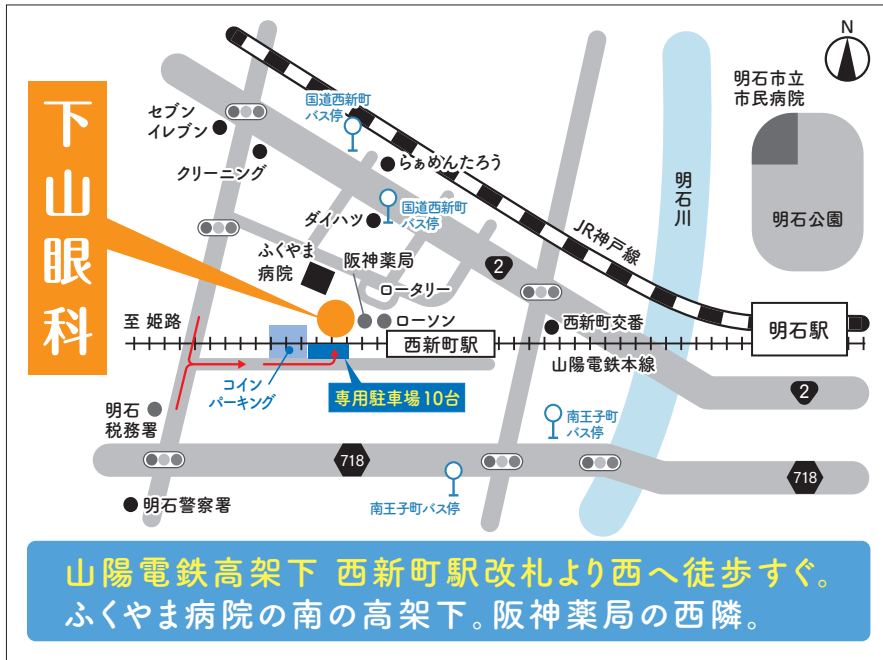 N
明石市立
市民病院
明石公園
明石川
JR神戸線
国道西新町
バス停
セブン
イレブン
クリーニング
らぁめんたろう
ダイハツ
国道西新町
バス停
下山眼科
ふくやま
病院
阪神薬局
ロータリー
ローソン
2
西新町交番
明石駅
至 姫路
西新町駅
山陽電鉄本線
コイン
パーキング
専用駐車場10台
2
明石
税務署
南王子町
バス停
718
718
明石警察署
南王子町バス停
山陽電鉄高架下 西新町駅改札より西へ徒歩すぐ。
ふくやま病院の南の高架下。阪神薬局の西隣。